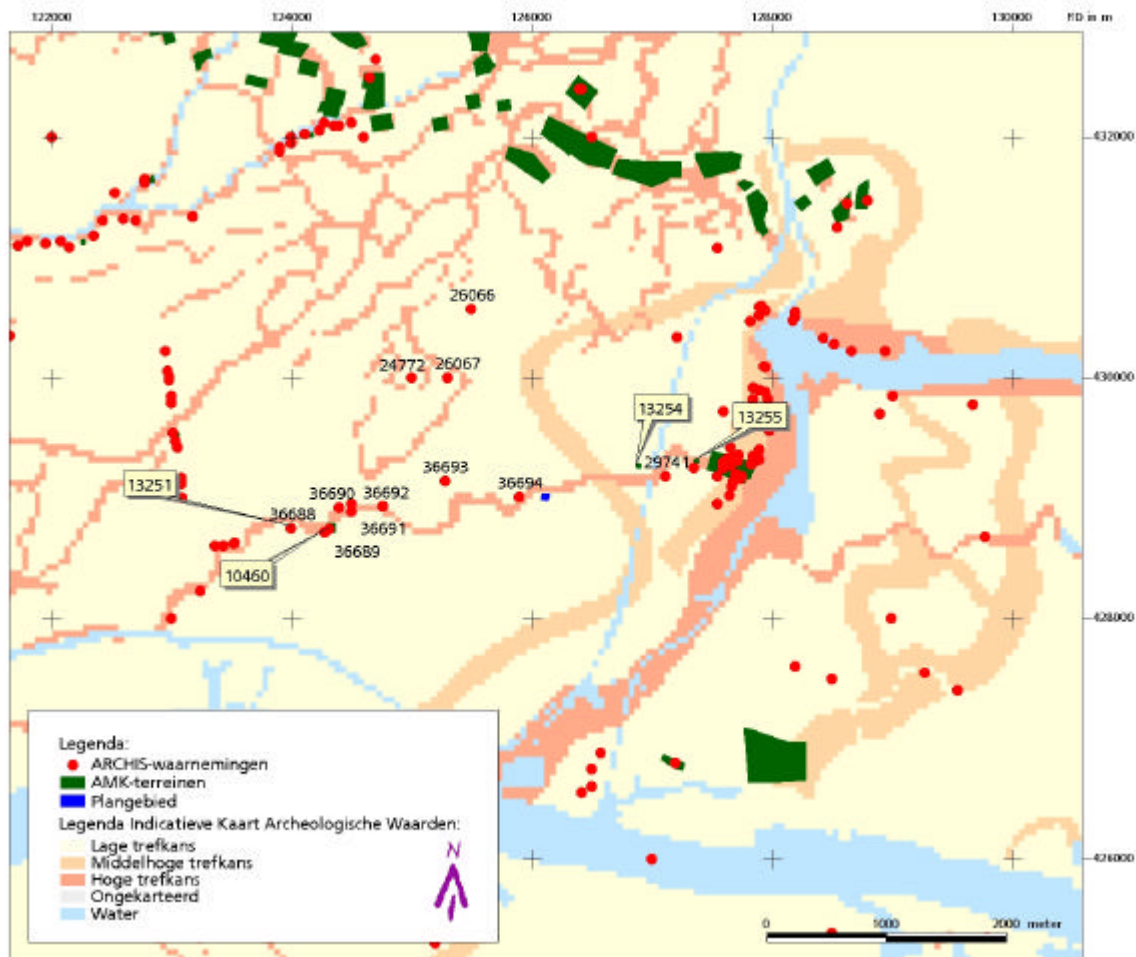 122000 124000 126000 128000 130000 RD in m
432000
26066
430000
24772 26067
13254
13255
36693 29741
13251 36690 36692 36694
36688
36691
36689
10460
428000
Legenda:
ARCHIS-waarnemingen
AMK-terreinen
Plangebied
Legenda Indicatieve Kaart Archeologische Waarden:
Lage trefkans
Middelhoge trefkans
Hoge trefkans
Ongekarteerd
Water
N
426000
0 1000 2000 meter